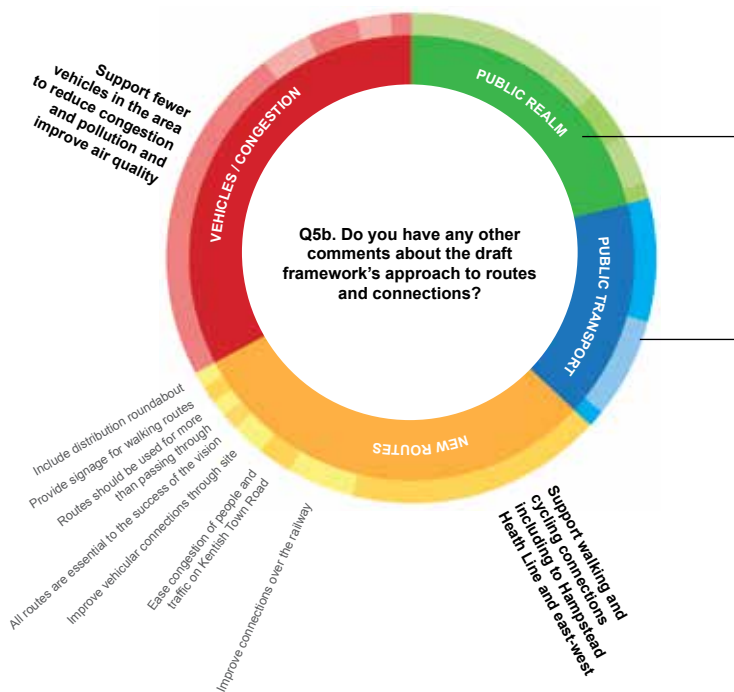 Support fewer
vehicles in the area
to reduce congestion
and pollution and
improve air quality
VEHICLES / CONGESTION
PUBLIC REALM
PUBLIC TRANSPORT
NEW ROUTES
Q5b. Do you have any other
comments about the draft
framework's approach to routes
and connections?
Include distribution roundabout
Provide signage for walking routes
Routes should be used for more
than passing through
All routes are essential to the success of the vision
Improve vehicular connections through site
Ease congestion of people and
traffic on Kentish Town Road
Improve connections over the railway
Support walking and
cycling connections
including to Hampstead
Heath Line and east-west